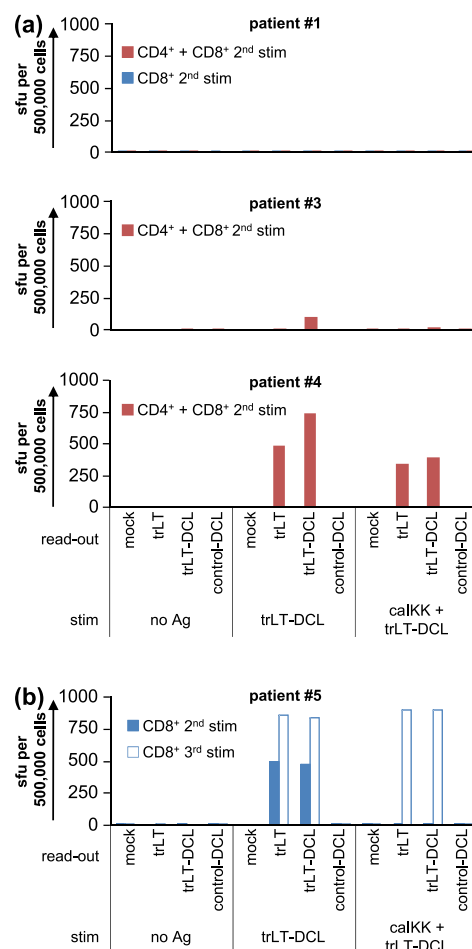 (a)
patient #1
sfu per
500,000 cells
1000
750
500
250
0
CD4⁺ + CD8⁺ 2ⁿᵈ stim
CD8⁺ 2ⁿᵈ stim
patient #3
sfu per
500,000 cells
1000
750
500
250
0
CD4⁺ + CD8⁺ 2ⁿᵈ stim
patient #4
sfu per
500,000 cells
1000
750
500
250
0
CD4⁺ + CD8⁺ 2ⁿᵈ stim
read-out
mock
trLT
trLT-DCL
control-DCL
mock
trLT
trLT-DCL
control-DCL
mock
trLT
trLT-DCL
control-DCL
stim
no Ag
trLT-DCL
calKK +
trLT-DCL
(b)
patient #5
sfu per
500,000 cells
1000
750
500
250
0
CD8⁺ 2ⁿᵈ stim
CD8⁺ 3ʳᵈ stim
read-out
mock
trLT
trLT-DCL
control-DCL
mock
trLT
trLT-DCL
control-DCL
mock
trLT
trLT-DCL
control-DCL
stim
no Ag
trLT-DCL
calKK +
trLT-DCL